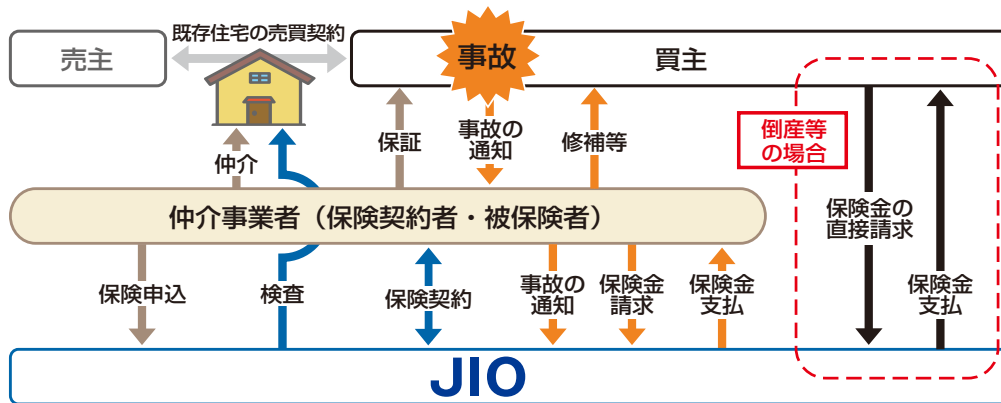 既存住宅の売買契約
売主
事故
買主
仲介
保証
事故の
通知
修補等
倒産等
の場合
仲介事業者（保険契約者・被保険者）
保険金の
直接請求
保険申込
検査
保険契約
事故の
通知
保険金
請求
保険金
支払
保険金
支払
JIO